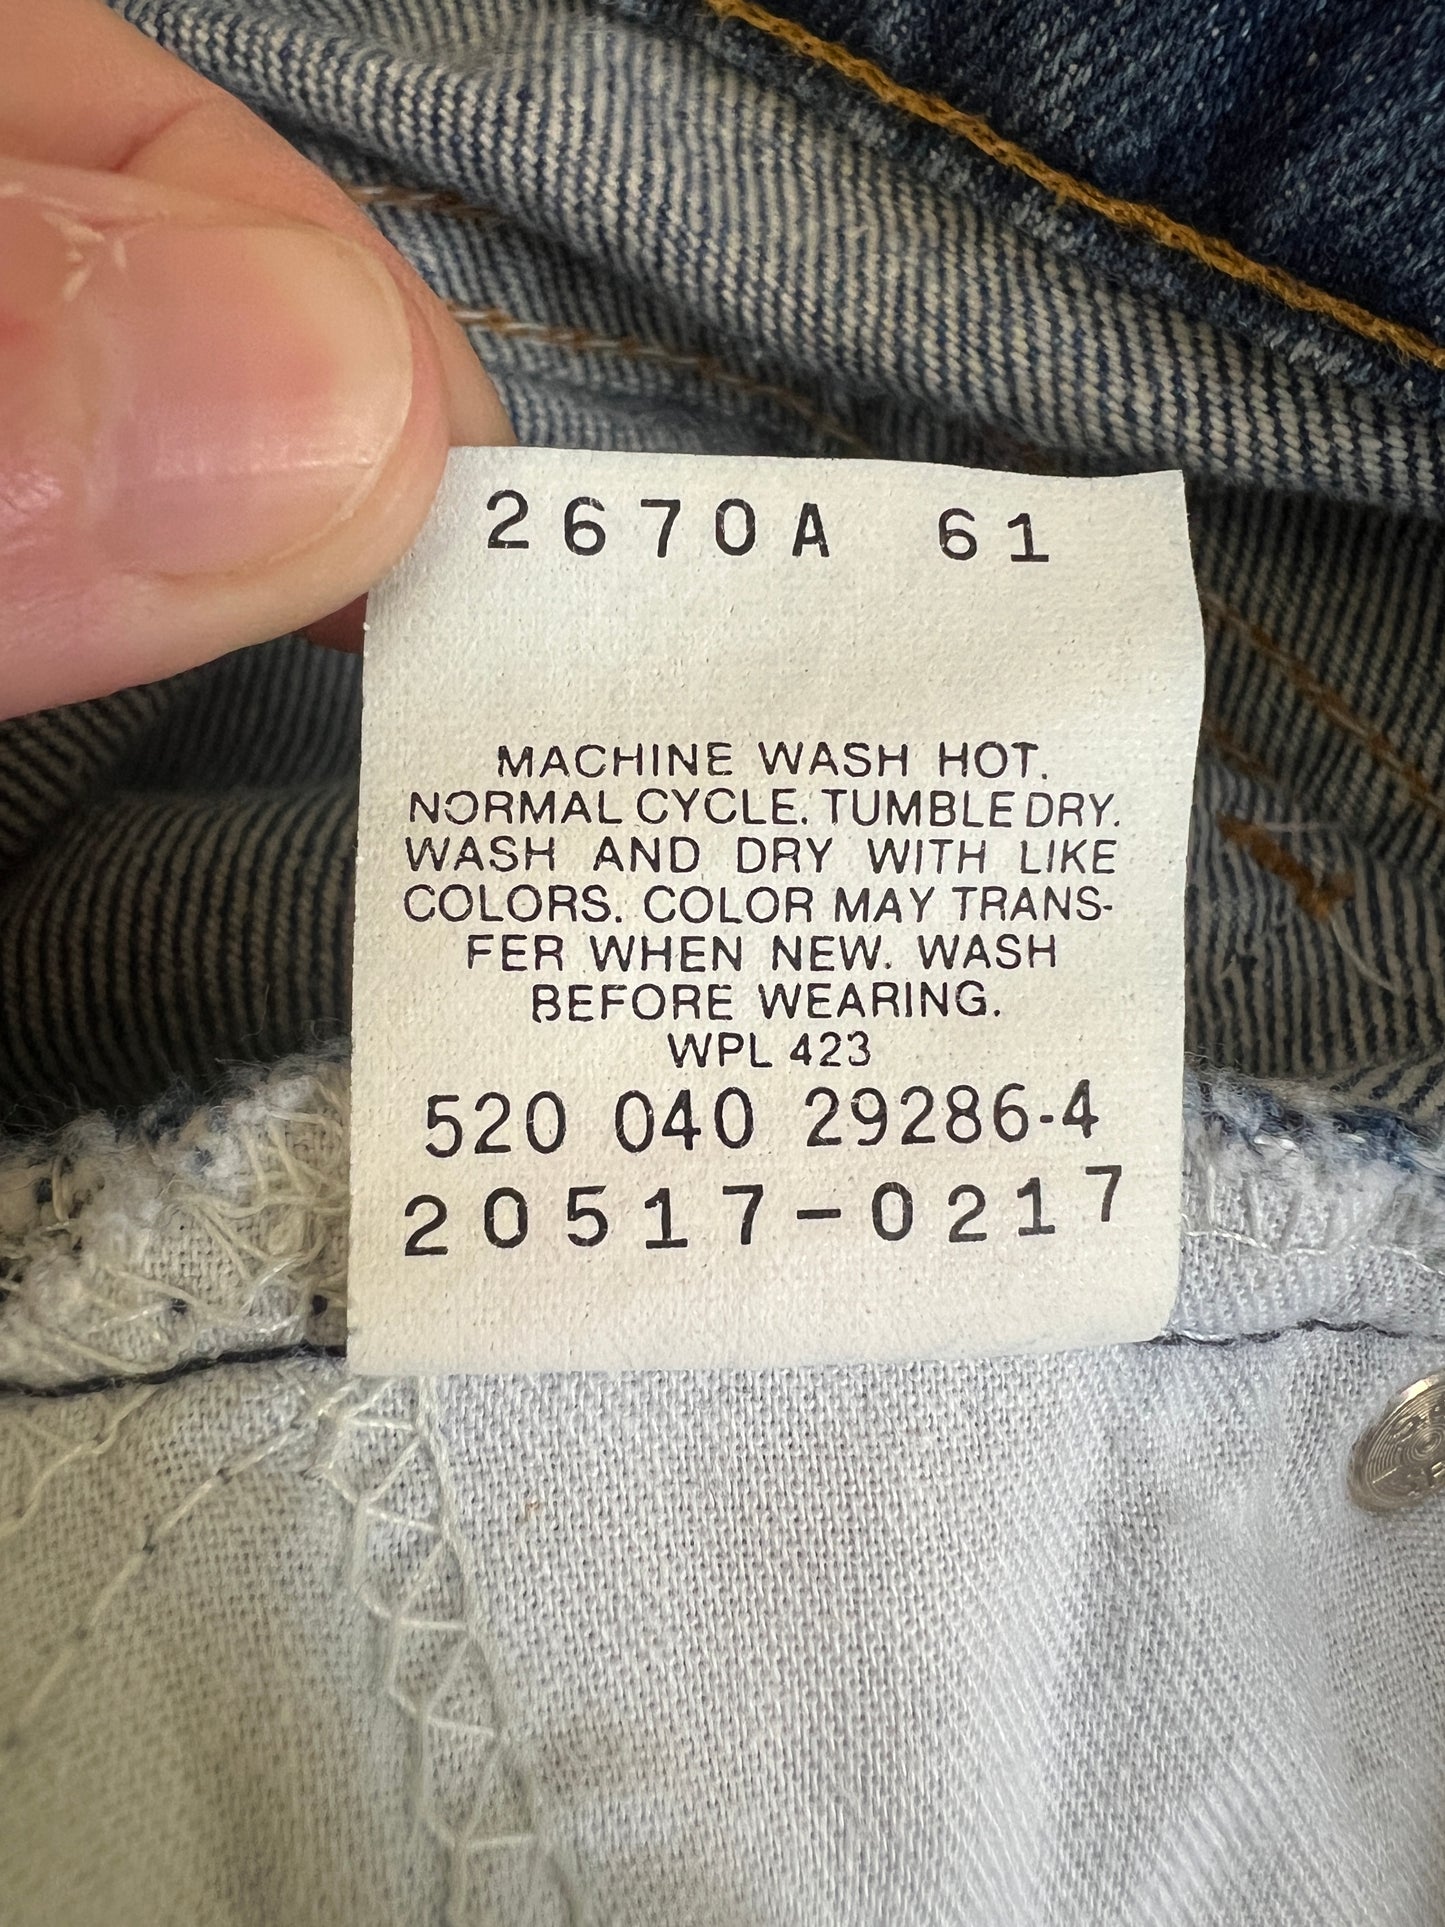 2670A 61
MACHINE WASH HOT.
NORMAL CYCLE. TUMBLE DRY.
WASH AND DRY WITH LIKE
COLORS. COLOR MAY TRANS-
FER WHEN NEW. WASH
BEFORE WEARING.
WPL 423
520 040 29286-4
20517-0217